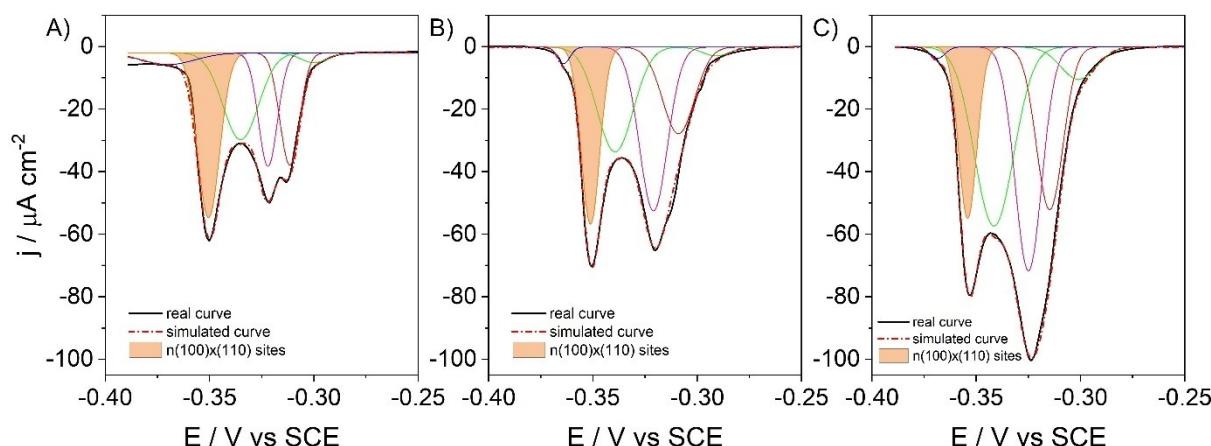 A)
B)
C)
j / μA cm⁻²
0
-20
-40
-60
-80
-100
real curve
simulated curve
n(100)x(110) sites
-0.40
-0.35
-0.30
-0.25
E / V vs SCE
0
-20
-40
-60
-80
-100
real curve
simulated curve
n(100)x(110) sites
-0.40
-0.35
-0.30
-0.25
E / V vs SCE
0
-20
-40
-60
-80
-100
real curve
simulated curve
n(100)x(110) sites
-0.40
-0.35
-0.30
-0.25
E / V vs SCE